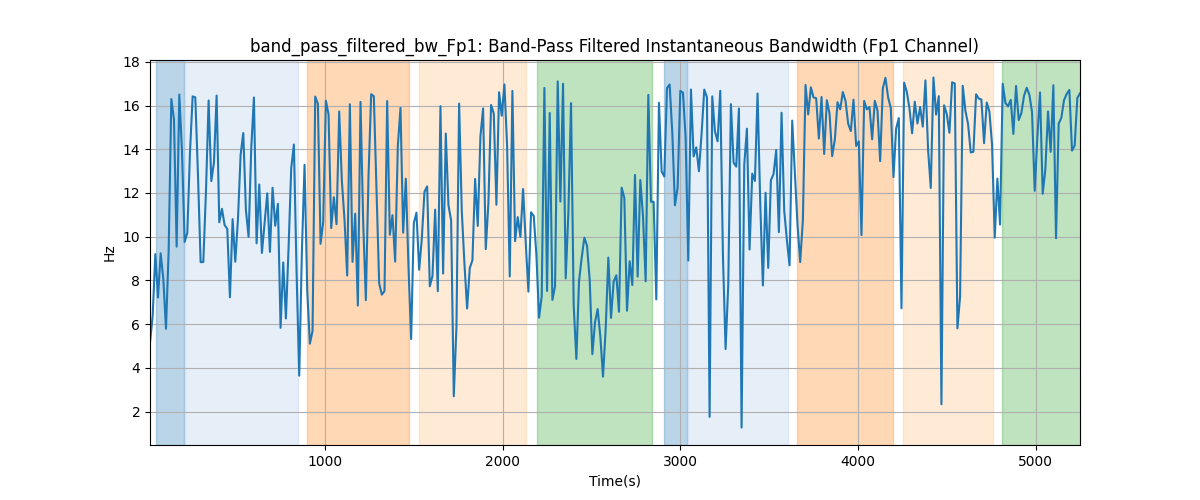 band_pass_filtered_bw_Fp1: Band-Pass Filtered Instantaneous Bandwidth (Fp1 Channel)
18
16
14
12
10
8
6
4
2
Hz
1000 2000 3000 4000 5000
Time(s)